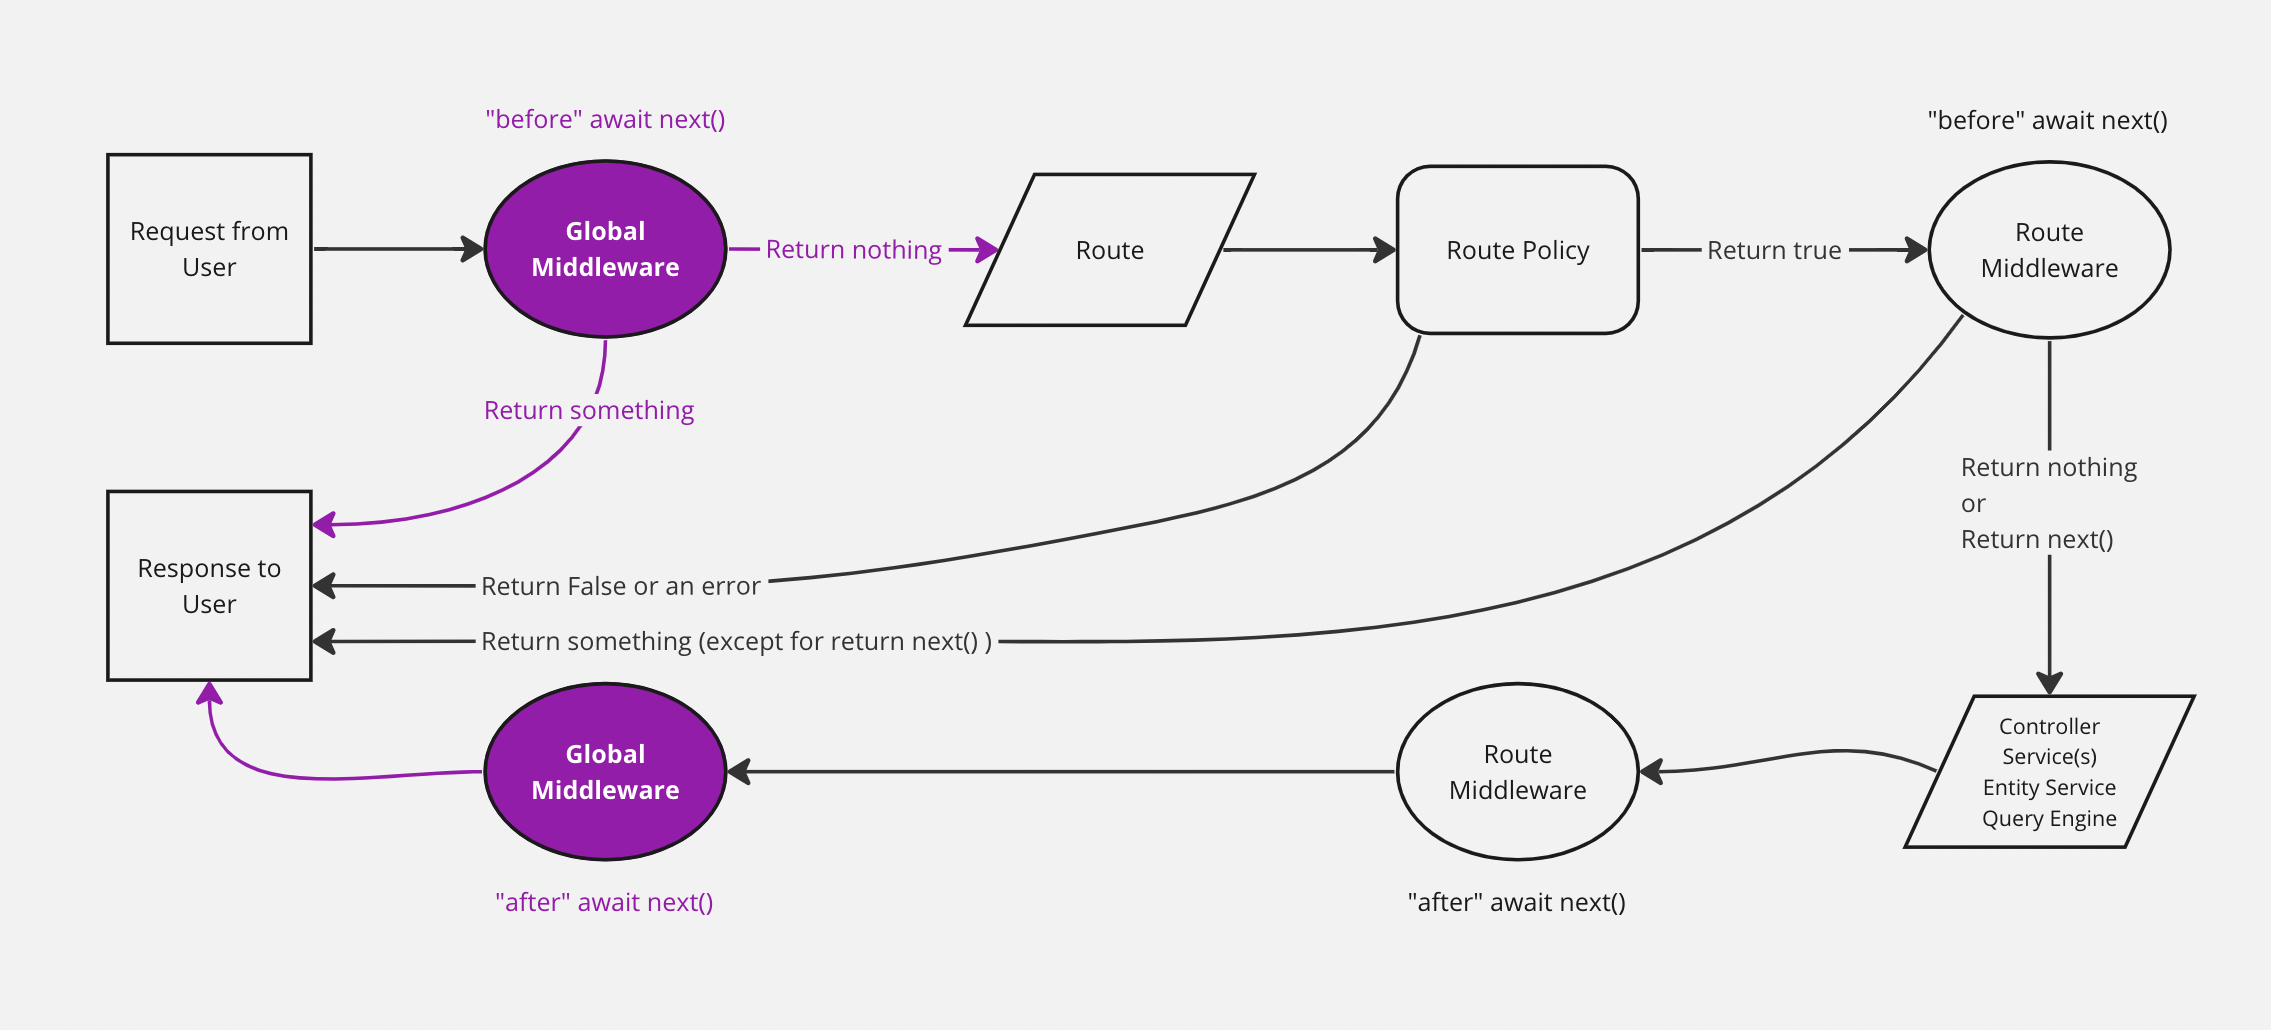 "before" await next()
"before" await next()
Request from
User
Global
Middleware
Return nothing
Route
Route Policy
Return true
Route
Middleware
Return something
Return nothing
or
Return next()
Response to
User
Return False or an error
Return something (except for return next() )
Global
Middleware
Route
Middleware
Controller
Service(s)
Entity Service
Query Engine
"after" await next()
"after" await next()